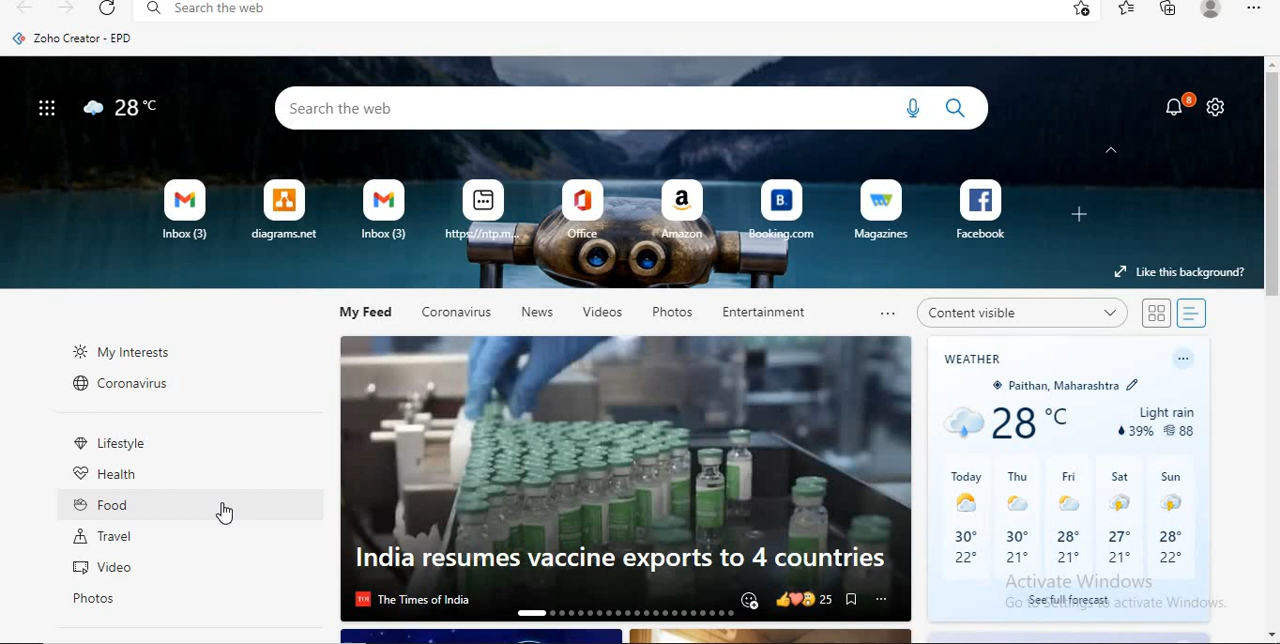 Search the web
Zoho Creator - EPD
28 °C
Search the web
8
Inbox (3)
diagrams.net
Inbox (3)
https://ntp.m...
Office
Amazon
Booking.com
Magazines
Facebook
Like this background?
My Feed
Coronavirus
News
Videos
Photos
Entertainment
...
Content visible
My Interests
Coronavirus
Lifestyle
Health
Food
Travel
Video
Photos
India resumes vaccine exports to 4 countries
TOI The Times of India
25
WEATHER
Paithan, Maharashtra
28 °C
Light rain
39% 88
Today Thu Fri Sat Sun
30° 30° 28° 27° 28°
22° 21° 21° 21° 22°
See full forecast
Activate Windows
Go to Settings to activate Windows.